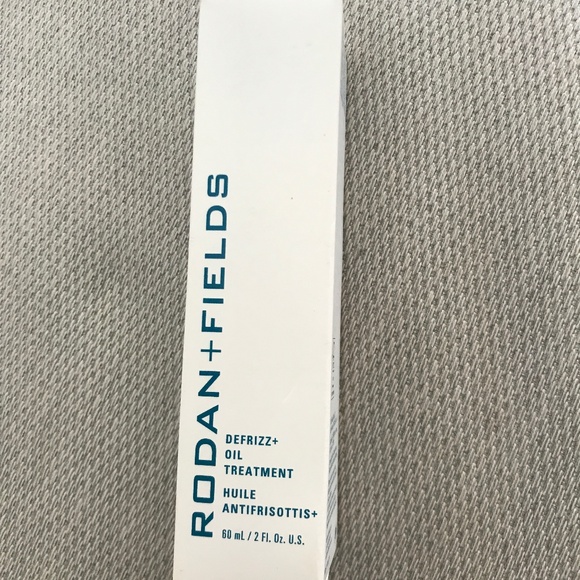 RODAN+FIELDS
DEFRIZZ+
OIL
TREATMENT
HUILE
ANTIFRISOTTIS+
60 mL / 2 Fl. Oz. U.S.